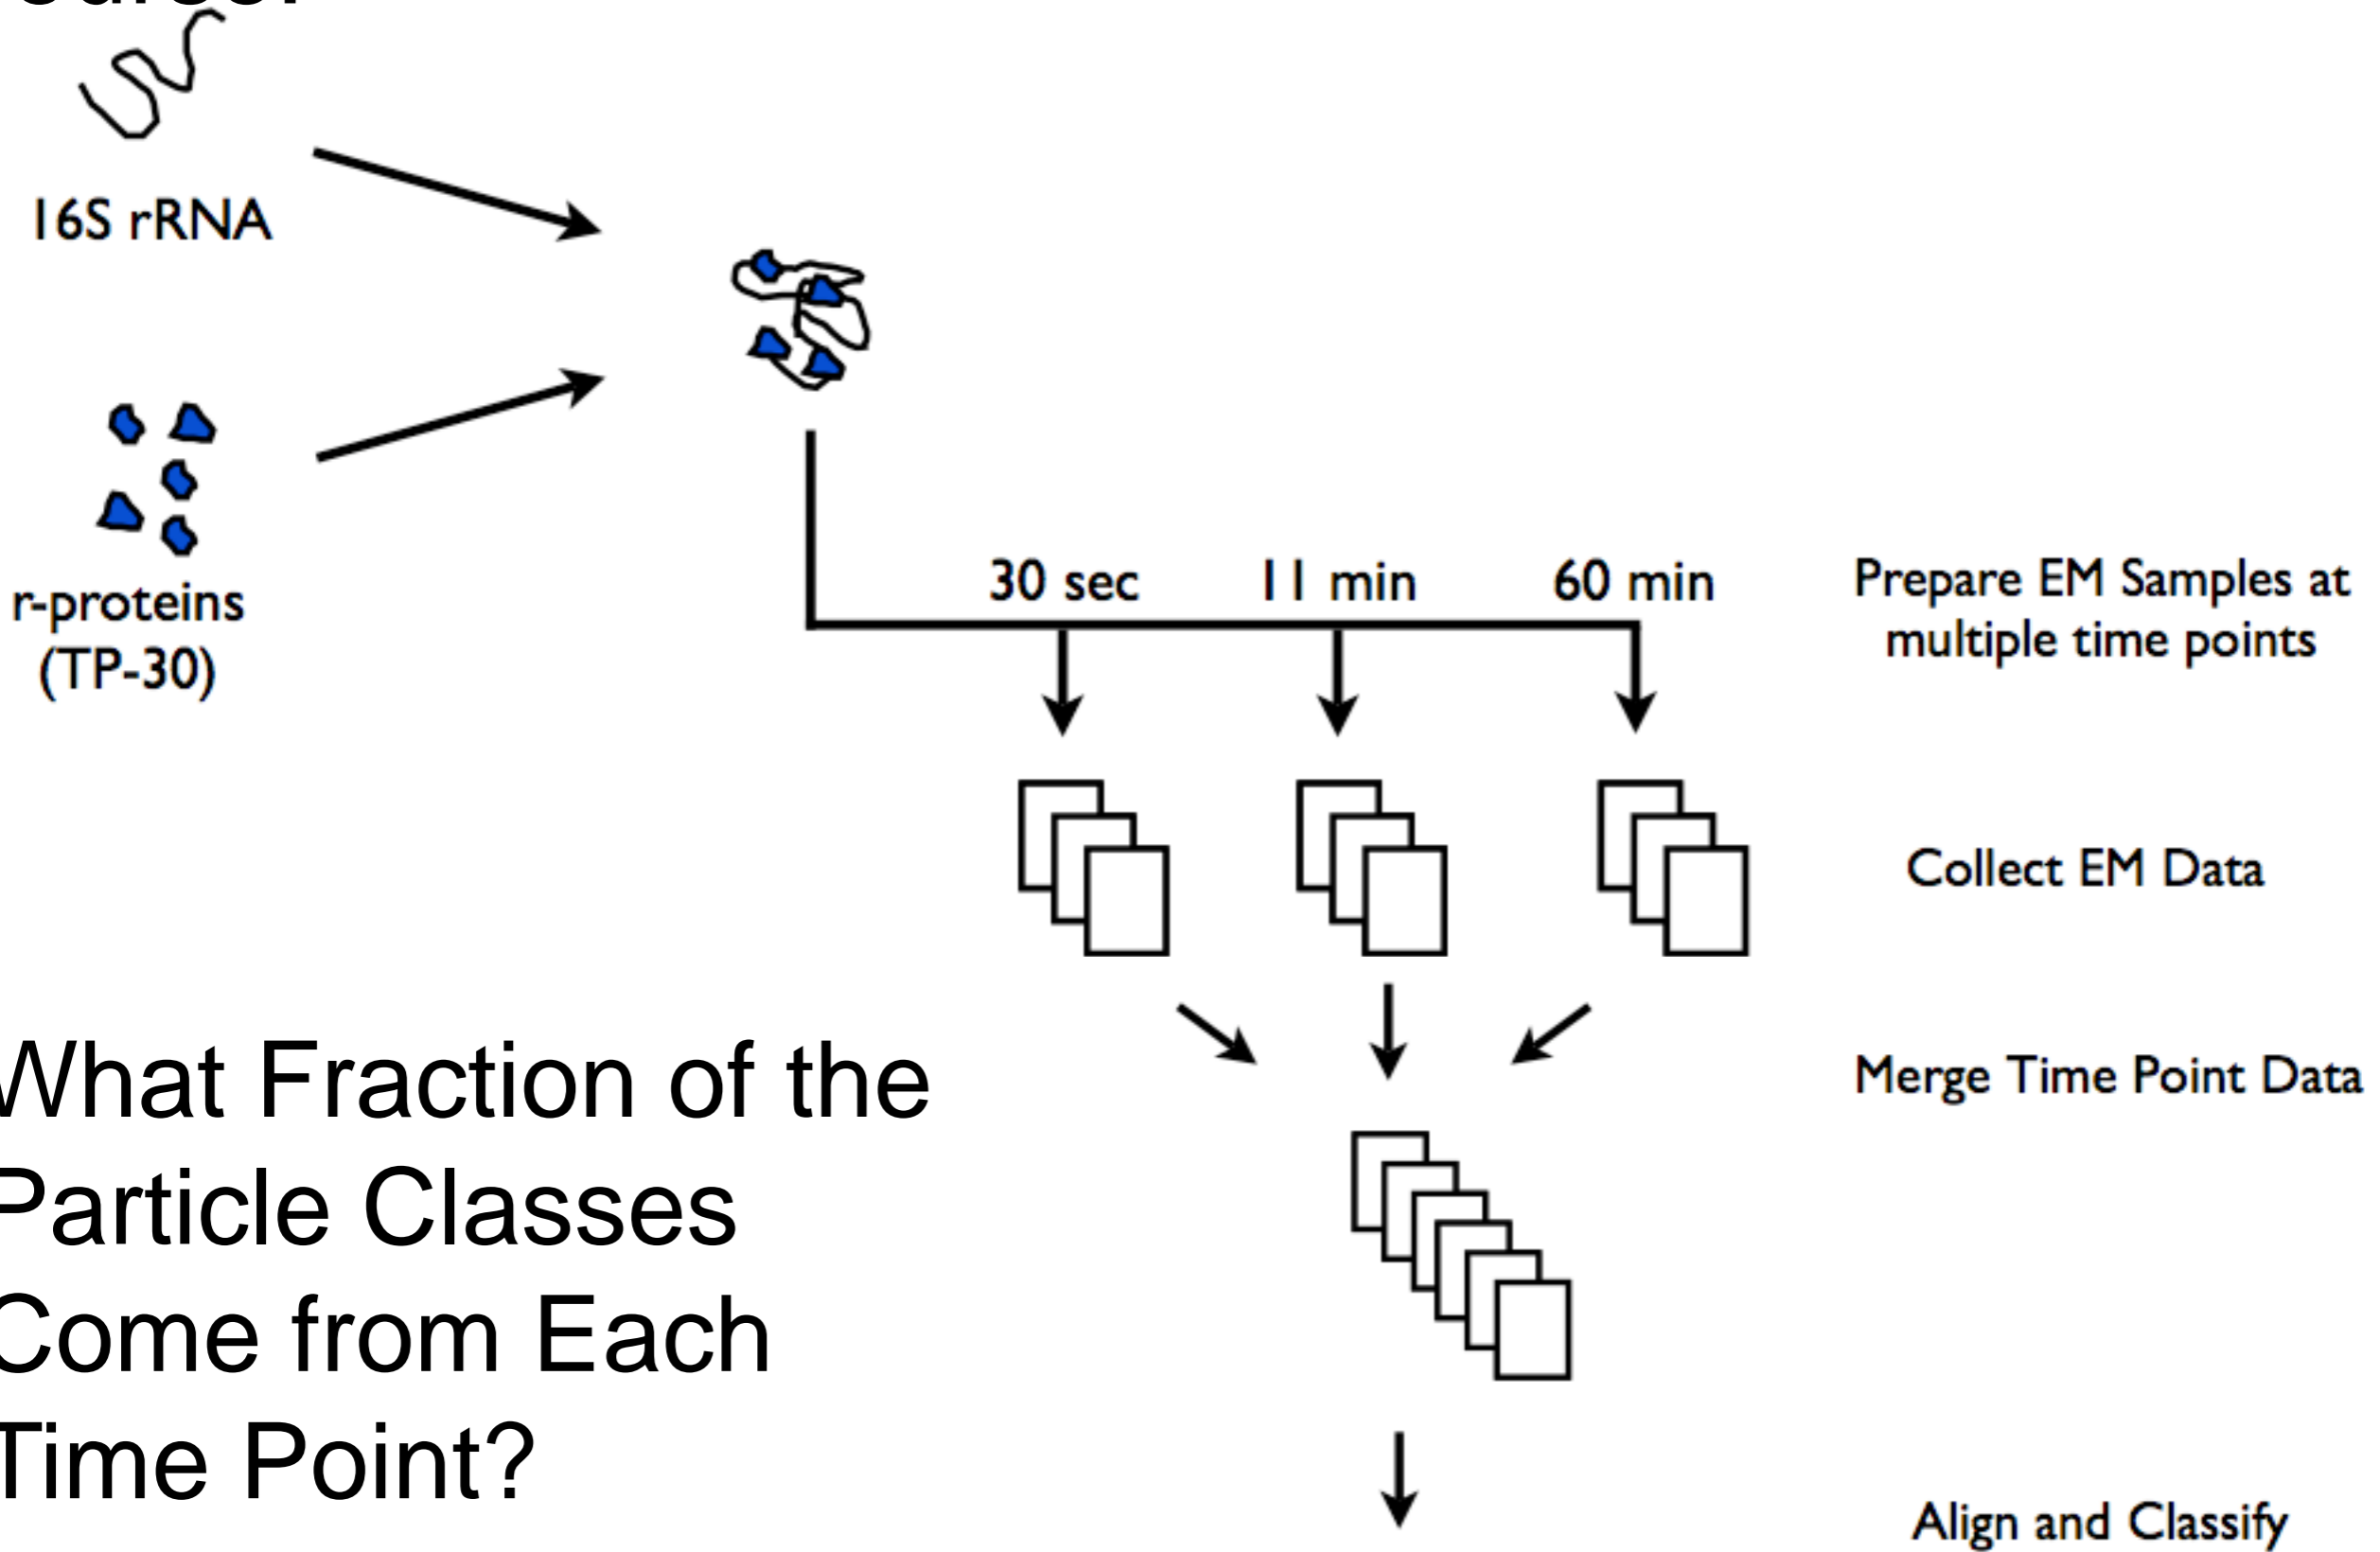 16S rRNA
r-proteins
(TP-30)
30 sec 11 min 60 min
Prepare EM Samples at
multiple time points
Collect EM Data
Merge Time Point Data
What Fraction of the
Particle Classes
Come from Each
Time Point?
Align and Classify